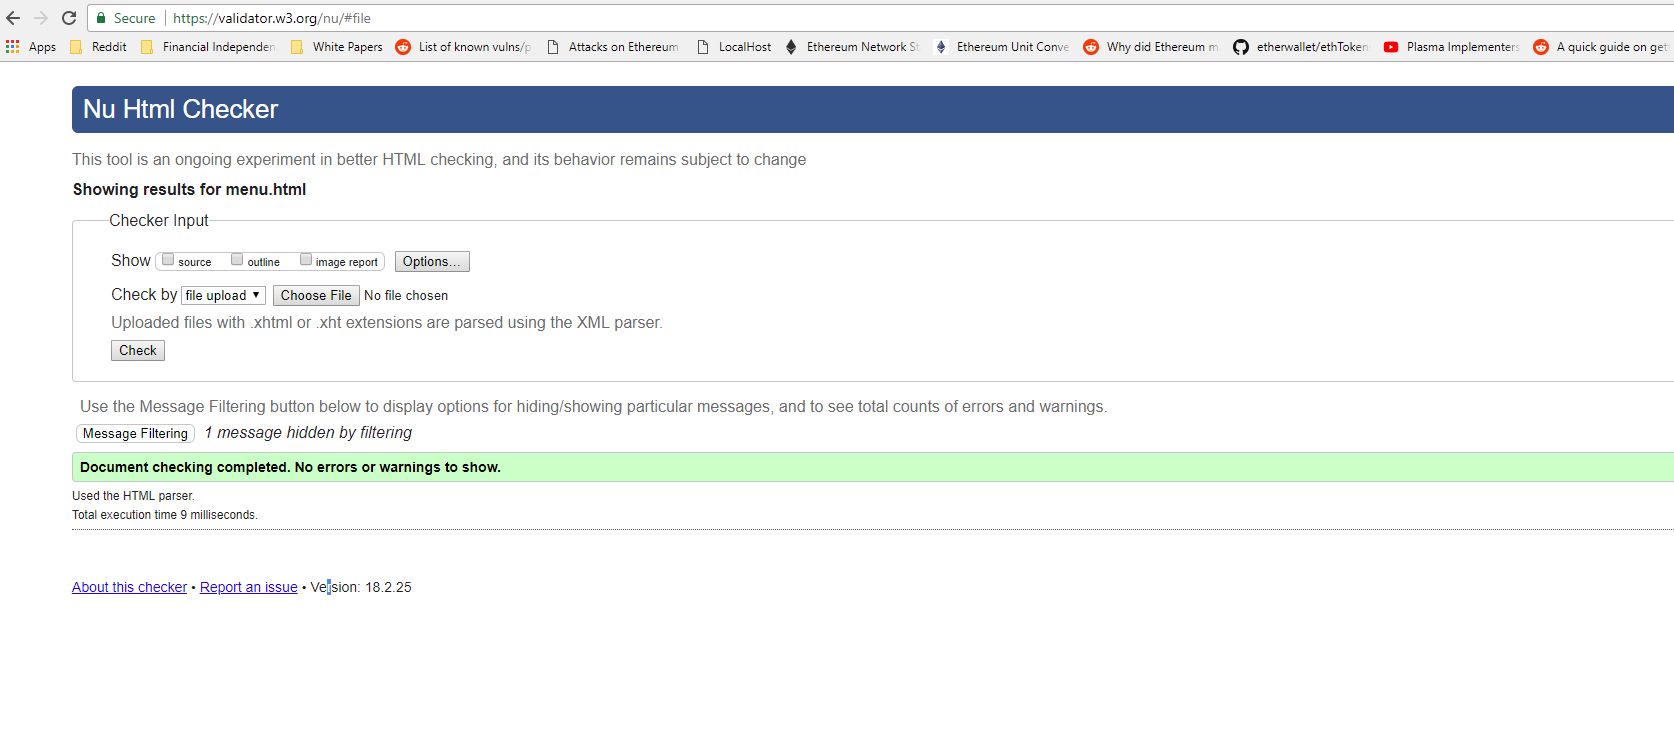 Secure https://validator.w3.org/nu/#file
Apps Reddit Financial Independen White Papers List of known vulns/p Attacks on Ethereum LocalHost Ethereum Network St Ethereum Unit Conve Why did Ethereum m etherwallet/ethToken Plasma Implementers A quick guide on gett
Nu Html Checker
This tool is an ongoing experiment in better HTML checking, and its behavior remains subject to change
Showing results for menu.html
Checker Input
Show source outline image report Options...
Check by file upload Choose File No file chosen
Uploaded files with .xhtml or .xht extensions are parsed using the XML parser.
Check
Use the Message Filtering button below to display options for hiding/showing particular messages, and to see total counts of errors and warnings.
Message Filtering 1 message hidden by filtering
Document checking completed. No errors or warnings to show.
Used the HTML parser.
Total execution time 9 milliseconds.
About this checker • Report an issue • Version: 18.2.25